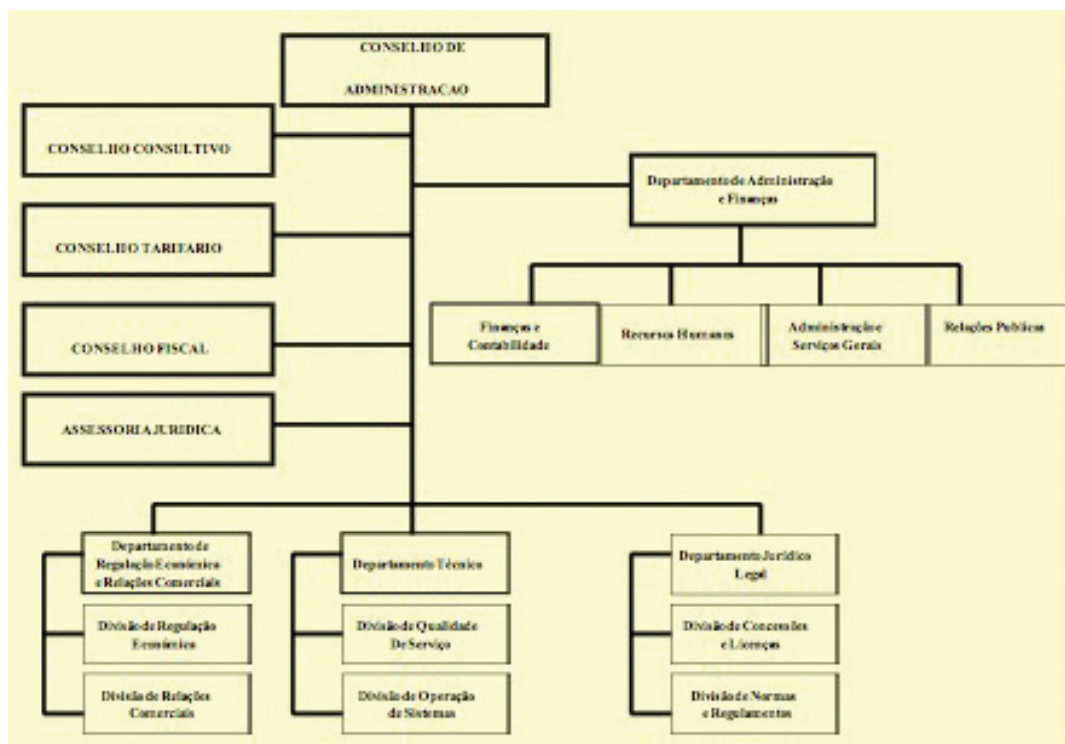 CONSELHO DE
ADMINISTRACAO
CONSELHO CONSULTIVO
Departamento de Administração
e Finanças
CONSELHO TARIFARIO
Finanças e
Contabilidade
Recursos Humanos
Administração e
Serviços Gerais
Relações Publicas
CONSELHO FISCAL
ASSESSORIA JURIDICA
Departamento de
Regulação Económica
e Relações Comerciais
Departamento Técnico
Departamento Jurídico
Legal
Divisão de Regulação
Económica
Divisão de Qualidade
De Serviço
Divisão de Concessões
e Licenças
Divisão de Relações
Comerciais
Divisão de Operação
de Sistemas
Divisão de Normas
e Regulamentos